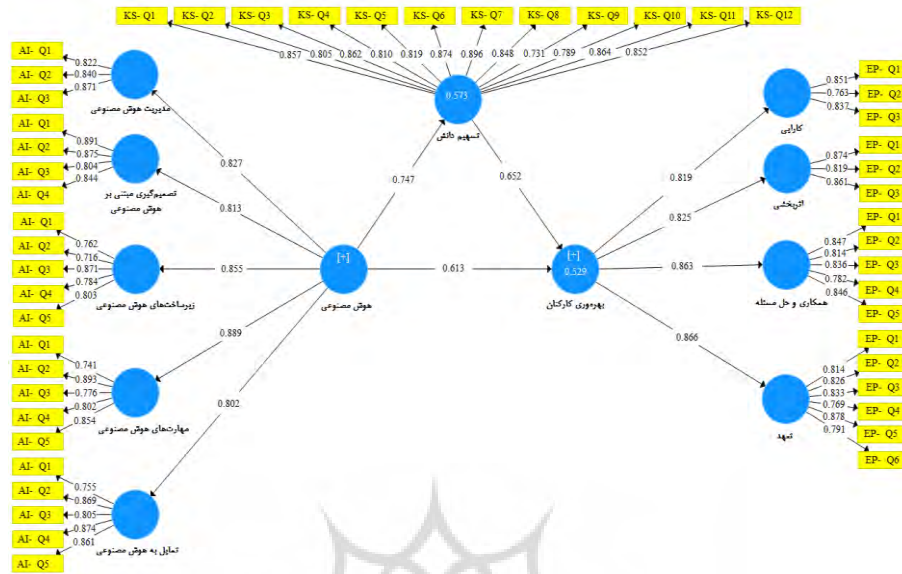 KS- Q1 KS- Q2 KS- Q3 KS- Q4 KS- Q5 KS- Q6 KS- Q7 KS- Q8 KS- Q9 KS- Q10 KS- Q11 KS- Q12
0.857 0.805 0.862 0.810 0.819 0.874 0.896 0.848 0.731 0.789 0.864 0.852
0.573
تسهیم دانش
AI- Q1
AI- Q2
AI- Q3
0.822
0.840
0.871
مدیریت هوش مصنوعی
AI- Q1
AI- Q2
AI- Q3
AI- Q4
0.891
0.875
0.804
0.844
تصمیم‌گیری مبتنی بر
هوش مصنوعی
AI- Q1
AI- Q2
AI- Q3
AI- Q4
AI- Q5
0.762
0.716
0.871
0.784
0.805
زیرساخت‌های هوش مصنوعی
AI- Q1
AI- Q2
AI- Q3
AI- Q4
AI- Q5
0.741
0.893
0.776
0.802
0.854
مهارت‌های هوش مصنوعی
AI- Q1
AI- Q2
AI- Q3
AI- Q4
AI- Q5
0.755
0.869
0.805
0.874
0.861
تمایل به هوش مصنوعی
0.827
0.813
0.855
0.889
0.802
[+]
هوش مصنوعی
0.747
0.652
0.613
[+]
0.529
بهره‌وری کارکنان
0.819
0.825
0.863
0.866
EP- Q1
EP- Q2
EP- Q3
0.851
0.763
0.837
کارایی
EP- Q1
EP- Q2
EP- Q3
0.874
0.819
0.861
اثربخشی
EP- Q1
EP- Q2
EP- Q3
EP- Q4
EP- Q5
0.847
0.814
0.836
0.782
0.846
همکاری و حل مسئله
EP- Q1
EP- Q2
EP- Q3
EP- Q4
EP- Q5
EP- Q6
0.814
0.826
0.833
0.769
0.878
0.791
تعهد